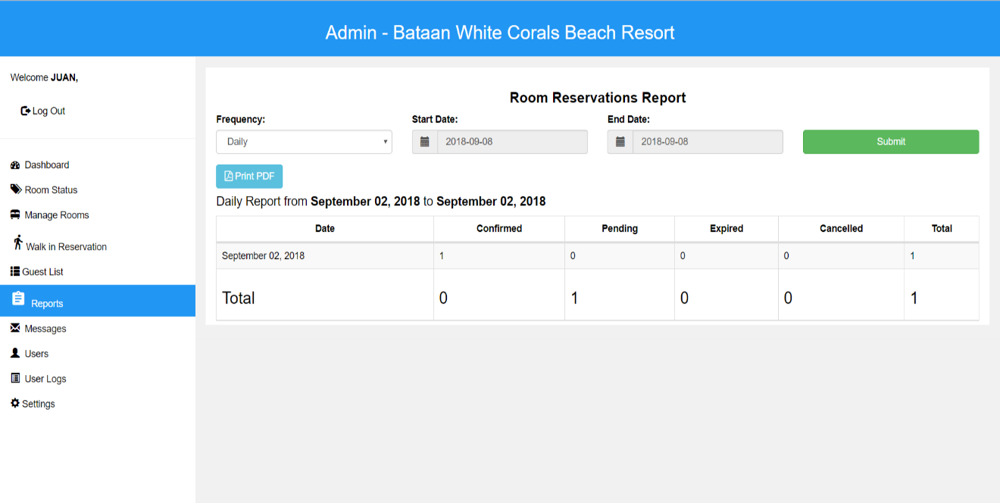 Admin - Bataan White Corals Beach Resort
Welcome JUAN,
Log Out
Dashboard
Room Status
Manage Rooms
Walk in Reservation
Guest List
Reports
Messages
Users
User Logs
Settings
Room Reservations Report
Frequency: Start Date: End Date:
Daily 2018-09-08 2018-09-08 Submit
Print PDF
Daily Report from September 02, 2018 to September 02, 2018
Date Confirmed Pending Expired Cancelled Total
September 02, 2018 1 0 0 0 1
Total 0 1 0 0 1